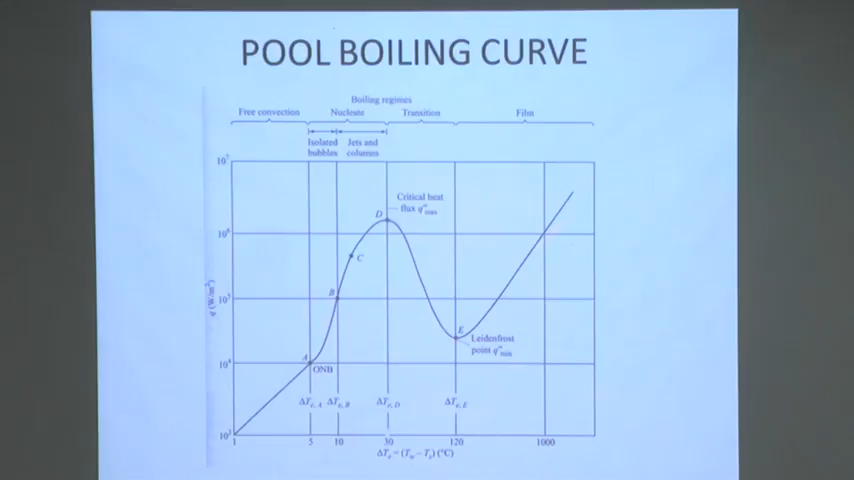 POOL BOILING CURVE
Boiling regimes
Free convection Nucleate Transition Film
Isolated bubbles
Jets and columns
10⁷
Critical heat
flux q″max
D
10⁶
C
q (W/m²)
B
10⁵
E
Leidenfrost
point q″min
A
10⁴
ONB
ΔTe, A ΔTe, B ΔTe, D ΔTe, E
10³
1 5 10 30 120 1000
ΔTe = (Tw − Ts) (°C)